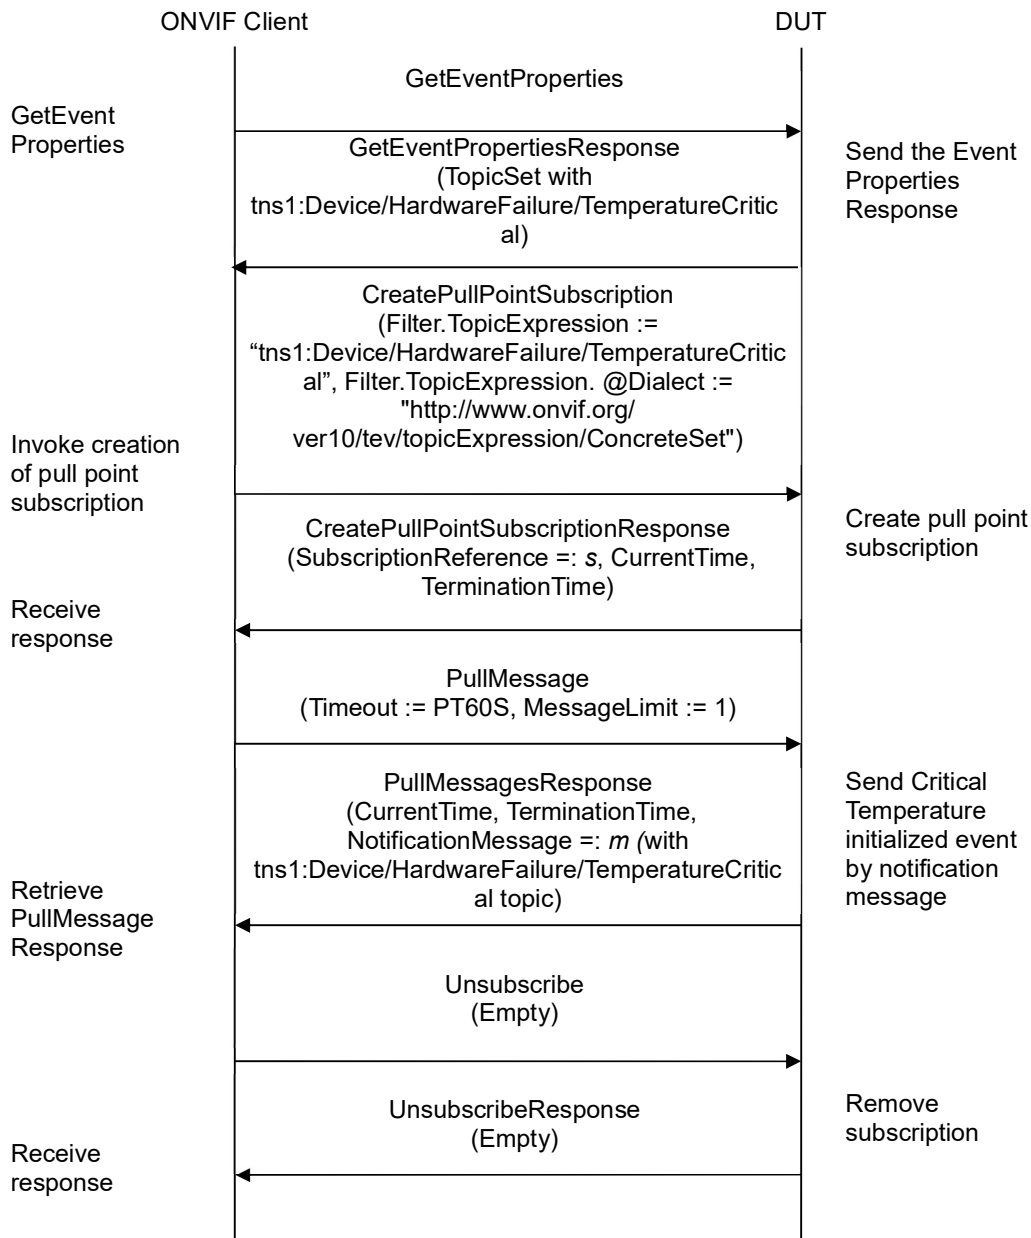 ONVIF Client
DUT
GetEventProperties
GetEvent
Properties
GetEventPropertiesResponse
(TopicSet with
tns1:Device/HardwareFailure/TemperatureCritic
al)
Send the Event
Properties
Response
CreatePullPointSubscription
(Filter.TopicExpression :=
“tns1:Device/HardwareFailure/TemperatureCritic
al”, Filter.TopicExpression. @Dialect :=
"http://www.onvif.org/
ver10/tev/topicExpression/ConcreteSet")
Invoke creation
of pull point
subscription
Create pull point
subscription
CreatePullPointSubscriptionResponse
(SubscriptionReference =: s, CurrentTime,
TerminationTime)
Receive
response
PullMessage
(Timeout := PT60S, MessageLimit := 1)
PullMessagesResponse
(CurrentTime, TerminationTime,
NotificationMessage =: m (with
tns1:Device/HardwareFailure/TemperatureCritic
al topic)
Send Critical
Temperature
initialized event
by notification
message
Retrieve
PullMessage
Response
Unsubscribe
(Empty)
UnsubscribeResponse
(Empty)
Remove
subscription
Receive
response